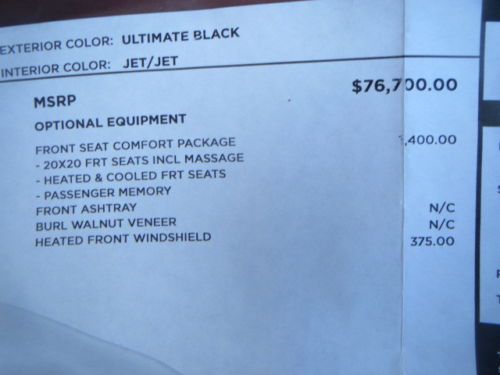 EXTERIOR COLOR: ULTIMATE BLACK
INTERIOR COLOR: JET/JET
MSRP $76,700.00
OPTIONAL EQUIPMENT
FRONT SEAT COMFORT PACKAGE ,400.00
- 20X20 FRT SEATS INCL MASSAGE
- HEATED & COOLED FRT SEATS
- PASSENGER MEMORY
FRONT ASHTRAY N/C
BURL WALNUT VENEER N/C
HEATED FRONT WINDSHIELD 375.00